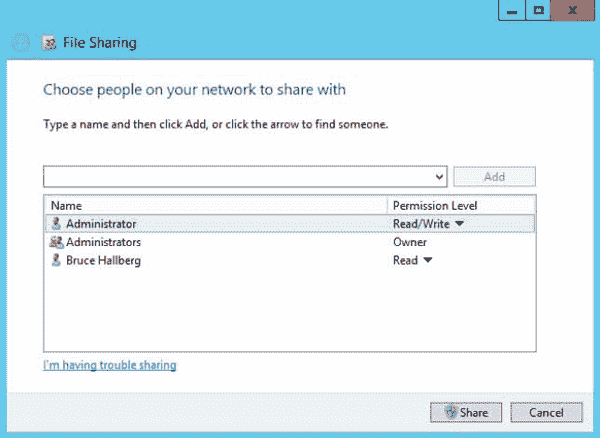 File Sharing
Choose people on your network to share with
Type a name and then click Add, or click the arrow to find someone.
Add
Name Permission Level
Administrator Read/Write
Administrators Owner
Bruce Hallberg Read
I'm having trouble sharing
Share Cancel